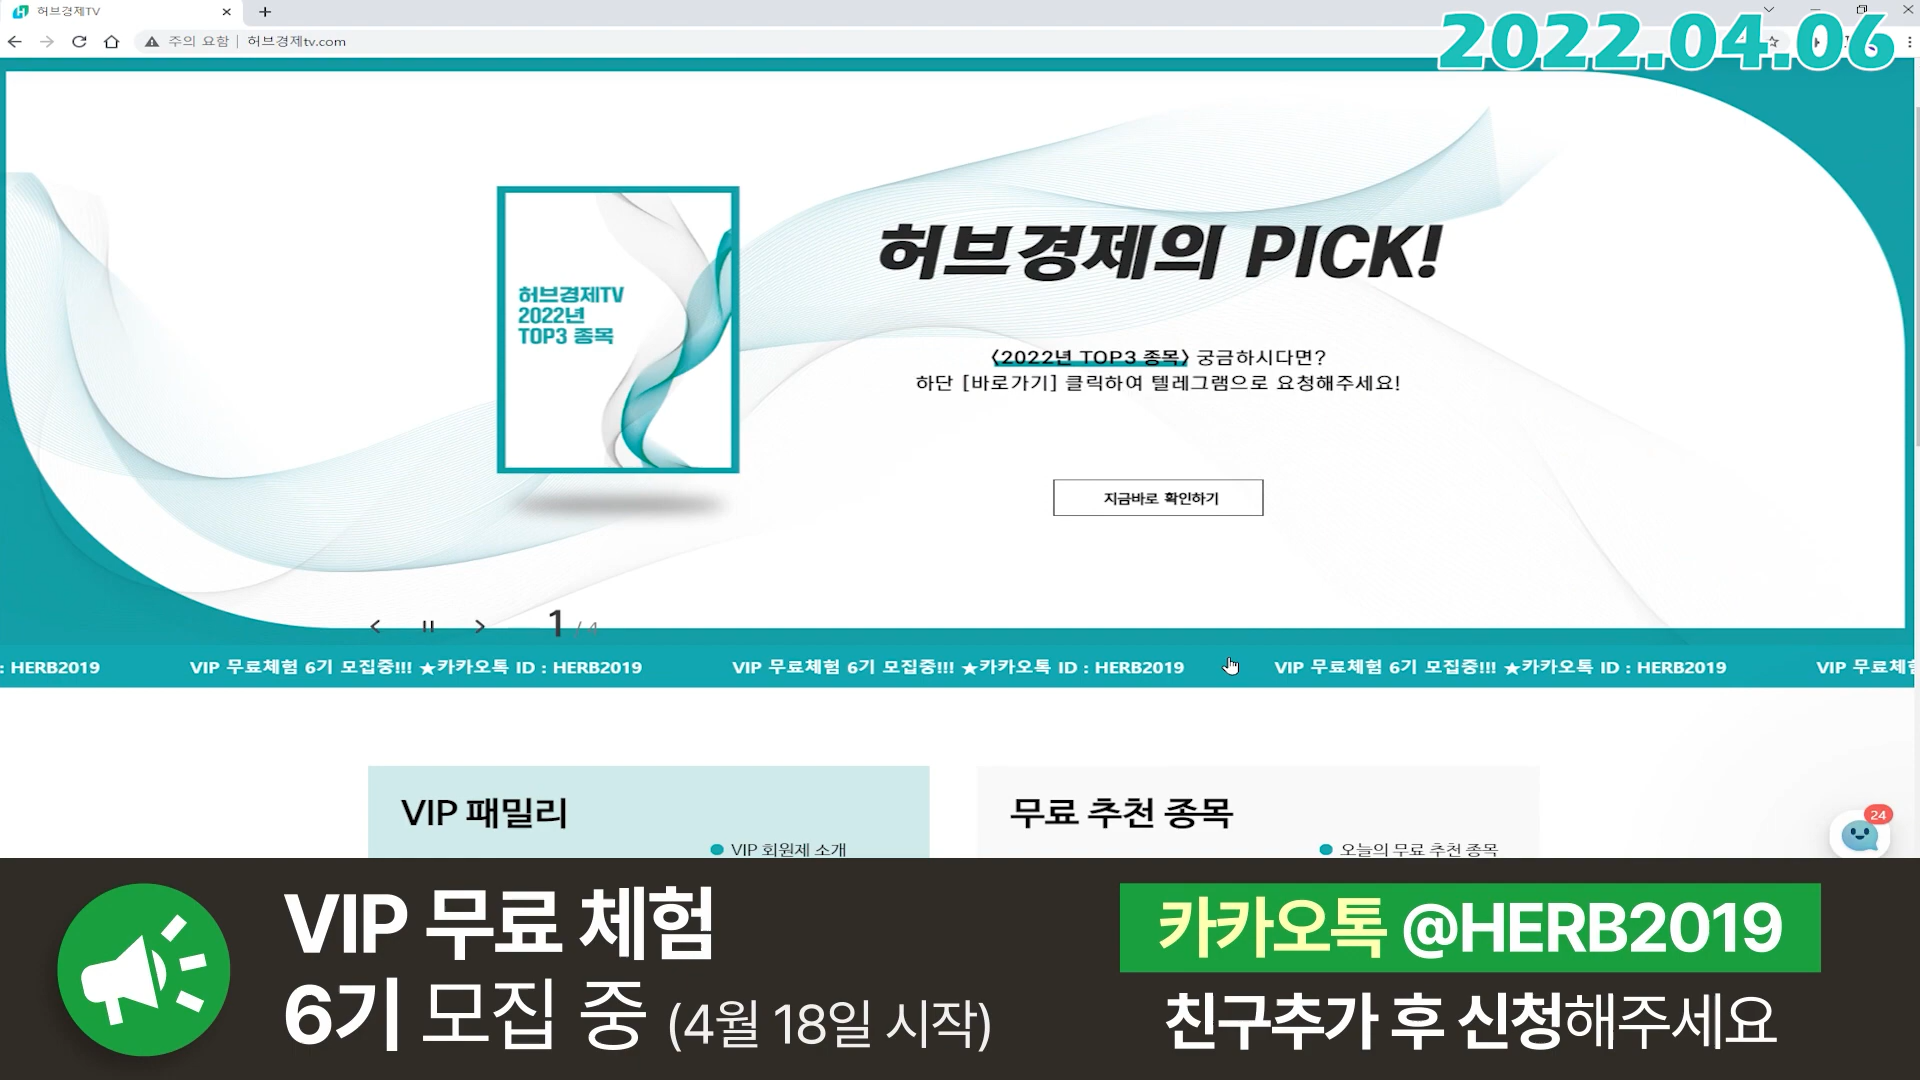 허브경제TV
주의 요함
허브경제tv.com
2022.04.06
허브경제TV
2022년
TOP3 종목
허브경제의 PICK!
<2022년 TOP3 종목> 궁금하시다면?
하단 [바로가기] 클릭하여 텔레그램으로 요청해주세요!
지금바로 확인하기
1 / 4
: HERB2019 VIP 무료체험 6기 모집중!!! ★카카오톡 ID : HERB2019 VIP 무료체험 6기 모집중!!! ★카카오톡 ID : HERB2019 VIP 무료체험 6기 모집중!!! ★카카오톡 ID : HERB2019 VIP 무료체험
VIP 패밀리
VIP 회원제 소개
무료 추천 종목
오늘의 무료 추천 종목
24
VIP 무료 체험
6기 모집 중 (4월 18일 시작)
카카오톡 @HERB2019
친구추가 후 신청해주세요